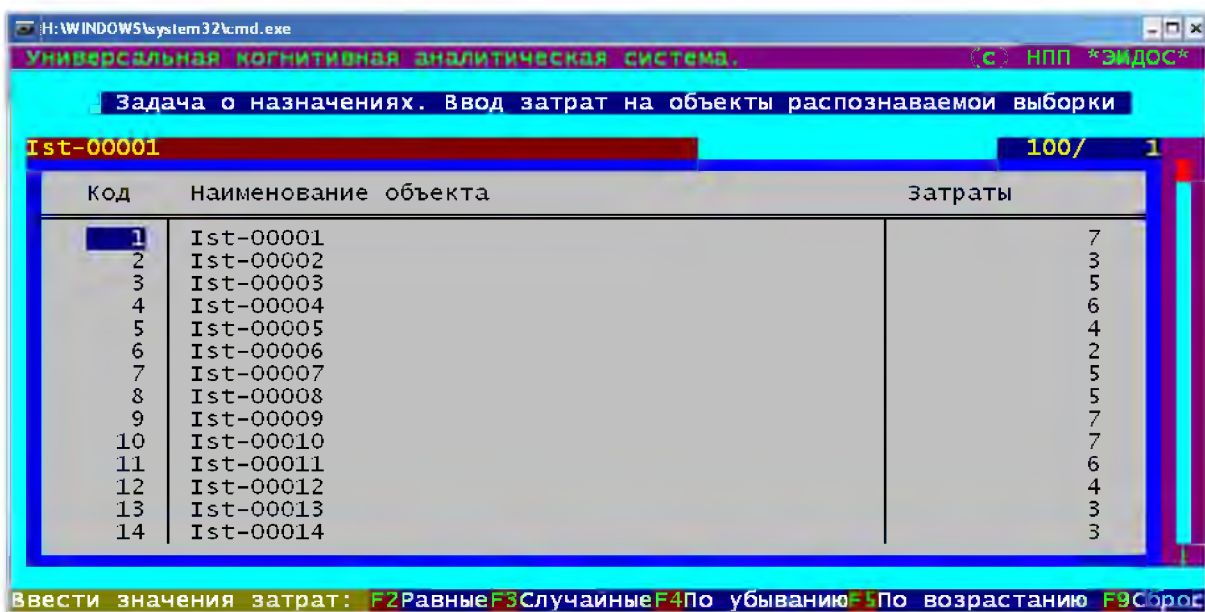 H:\WINDOWS\system32\cmd.exe
Универсальная когнитивная аналитическая система. (с) НПП *ЭЙДОС*
Задача о назначениях. Ввод затрат на объекты распознаваемой выборки
Ist-00001 100/ 1
Код Наименование объекта Затраты
1 Ist-00001 7
2 Ist-00002 3
3 Ist-00003 5
4 Ist-00004 6
5 Ist-00005 4
6 Ist-00006 2
7 Ist-00007 5
8 Ist-00008 5
9 Ist-00009 7
10 Ist-00010 7
11 Ist-00011 6
12 Ist-00012 4
13 Ist-00013 3
14 Ist-00014 3
Ввести значения затрат: F2Равные F3Случайные F4По убыванию F5По возрастанию F9Сброс